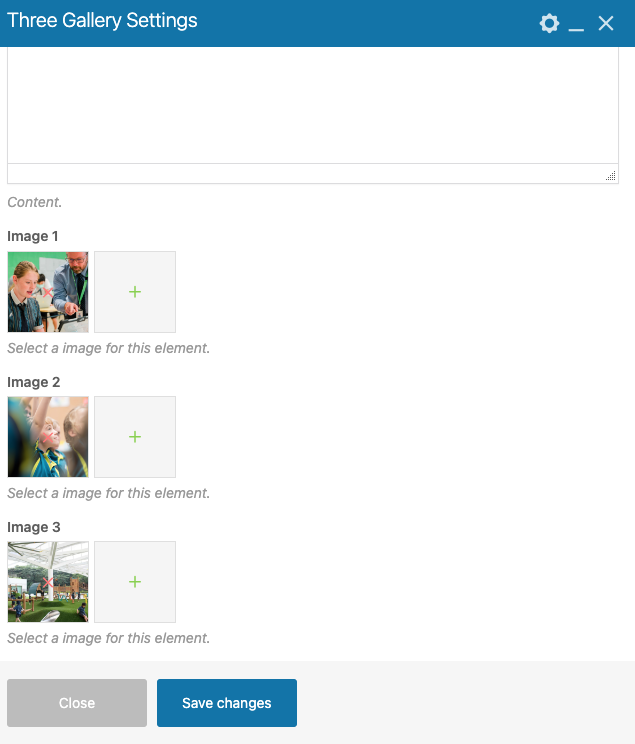 Three Gallery Settings
Content.
Image 1
Select a image for this element.
Image 2
Select a image for this element.
Image 3
Select a image for this element.
Close
Save changes